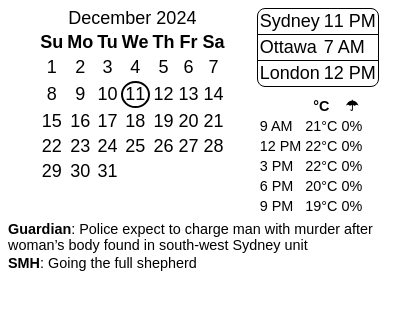 December 2024
Su Mo Tu We Th Fr Sa
1 2 3 4 5 6 7
8 9 10 11 12 13 14
15 16 17 18 19 20 21
22 23 24 25 26 27 28
29 30 31
Sydney 11 PM
Ottawa 7 AM
London 12 PM
°C ☂
9 AM 21°C 0%
12 PM 22°C 0%
3 PM 22°C 0%
6 PM 20°C 0%
9 PM 19°C 0%
Guardian: Police expect to charge man with murder after
woman’s body found in south-west Sydney unit
SMH: Going the full shepherd